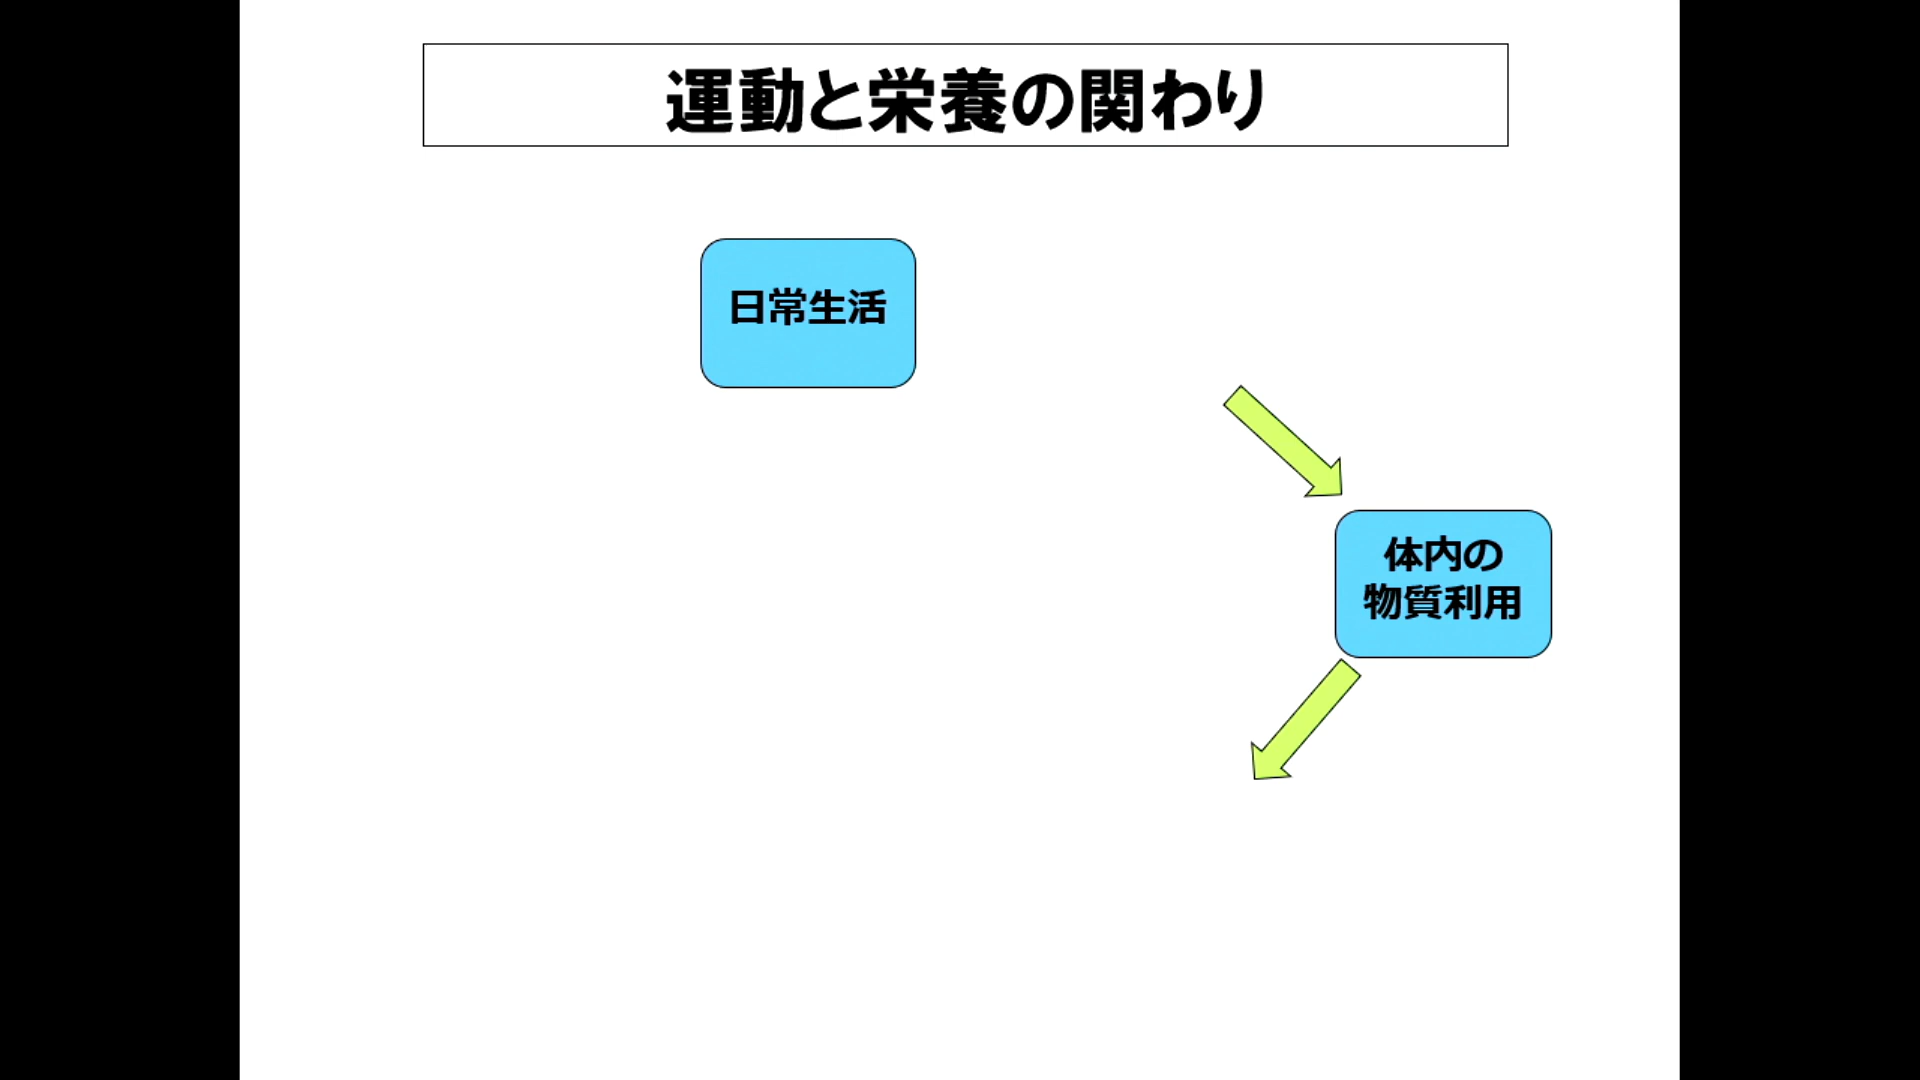 運動と栄養の関わり
日常生活
体内の
物質利用